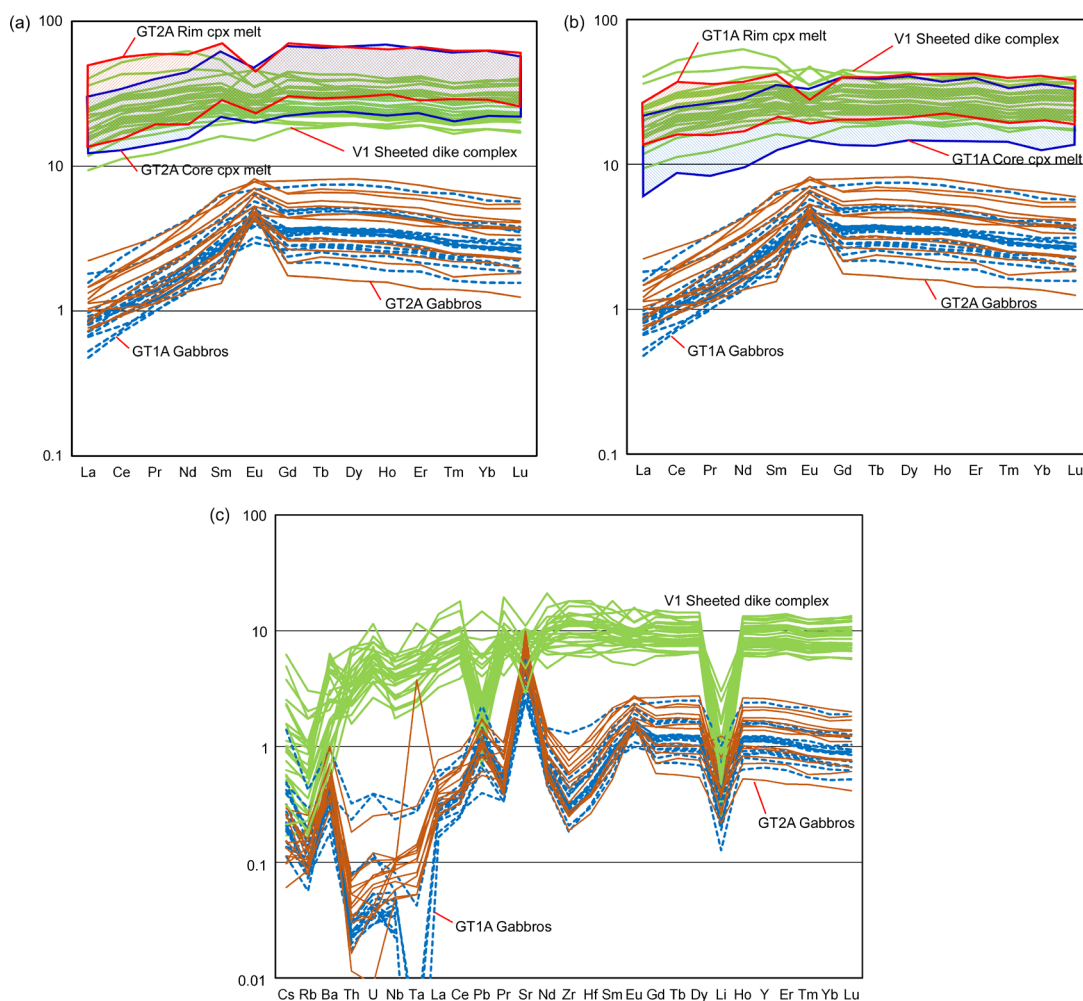 (a)
100
10
1
0.1
GT2A Rim cpx melt
V1 Sheeted dike complex
GT2A Core cpx melt
GT2A Gabbros
GT1A Gabbros
La Ce Pr Nd Sm Eu Gd Tb Dy Ho Er Tm Yb Lu
(b)
100
10
1
0.1
GT1A Rim cpx melt
V1 Sheeted dike complex
GT1A Core cpx melt
GT2A Gabbros
GT1A Gabbros
La Ce Pr Nd Sm Eu Gd Tb Dy Ho Er Tm Yb Lu
(c)
100
10
1
0.1
0.01
V1 Sheeted dike complex
GT2A Gabbros
GT1A Gabbros
Cs Rb Ba Th U Nb Ta La Ce Pb Pr Sr Nd Zr Hf Sm Eu Gd Tb Dy Li Ho Y Er Tm Yb Lu